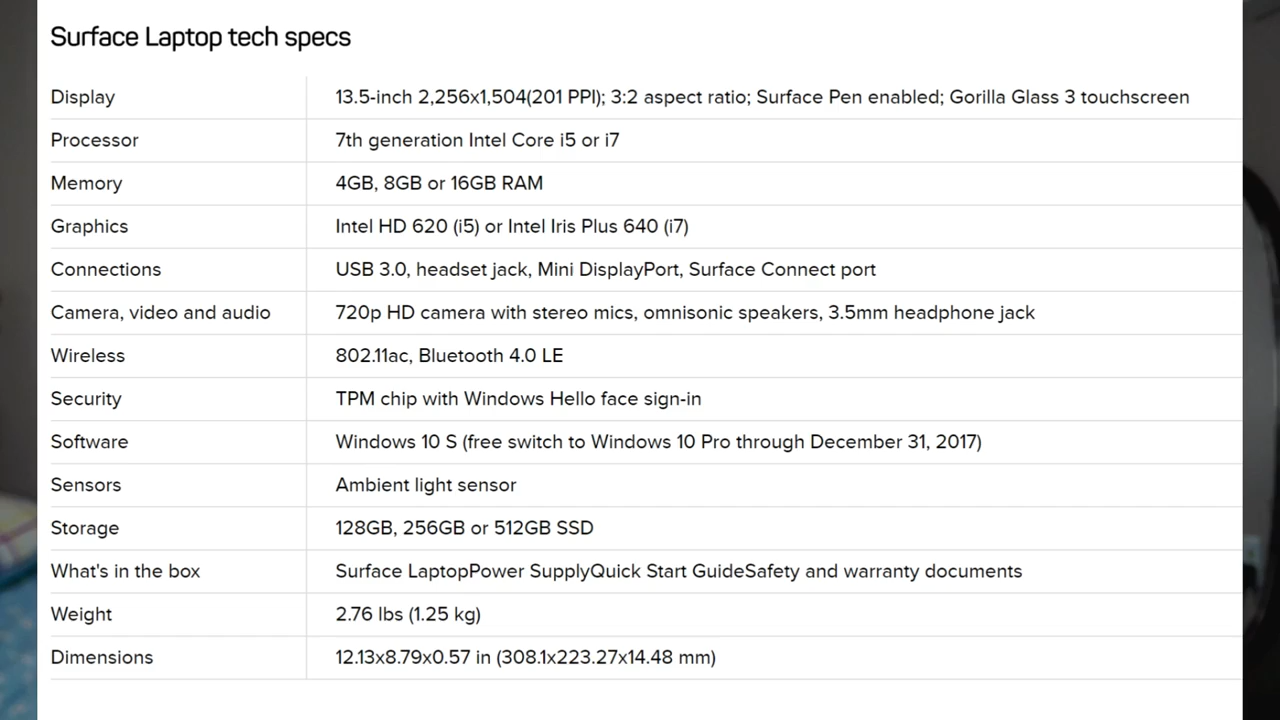 Surface Laptop tech specs
Display 13.5-inch 2,256x1,504(201 PPI); 3:2 aspect ratio; Surface Pen enabled; Gorilla Glass 3 touchscreen
Processor 7th generation Intel Core i5 or i7
Memory 4GB, 8GB or 16GB RAM
Graphics Intel HD 620 (i5) or Intel Iris Plus 640 (i7)
Connections USB 3.0, headset jack, Mini DisplayPort, Surface Connect port
Camera, video and audio 720p HD camera with stereo mics, omnisonic speakers, 3.5mm headphone jack
Wireless 802.11ac, Bluetooth 4.0 LE
Security TPM chip with Windows Hello face sign-in
Software Windows 10 S (free switch to Windows 10 Pro through December 31, 2017)
Sensors Ambient light sensor
Storage 128GB, 256GB or 512GB SSD
What's in the box Surface LaptopPower SupplyQuick Start GuideSafety and warranty documents
Weight 2.76 lbs (1.25 kg)
Dimensions 12.13x8.79x0.57 in (308.1x223.27x14.48 mm)